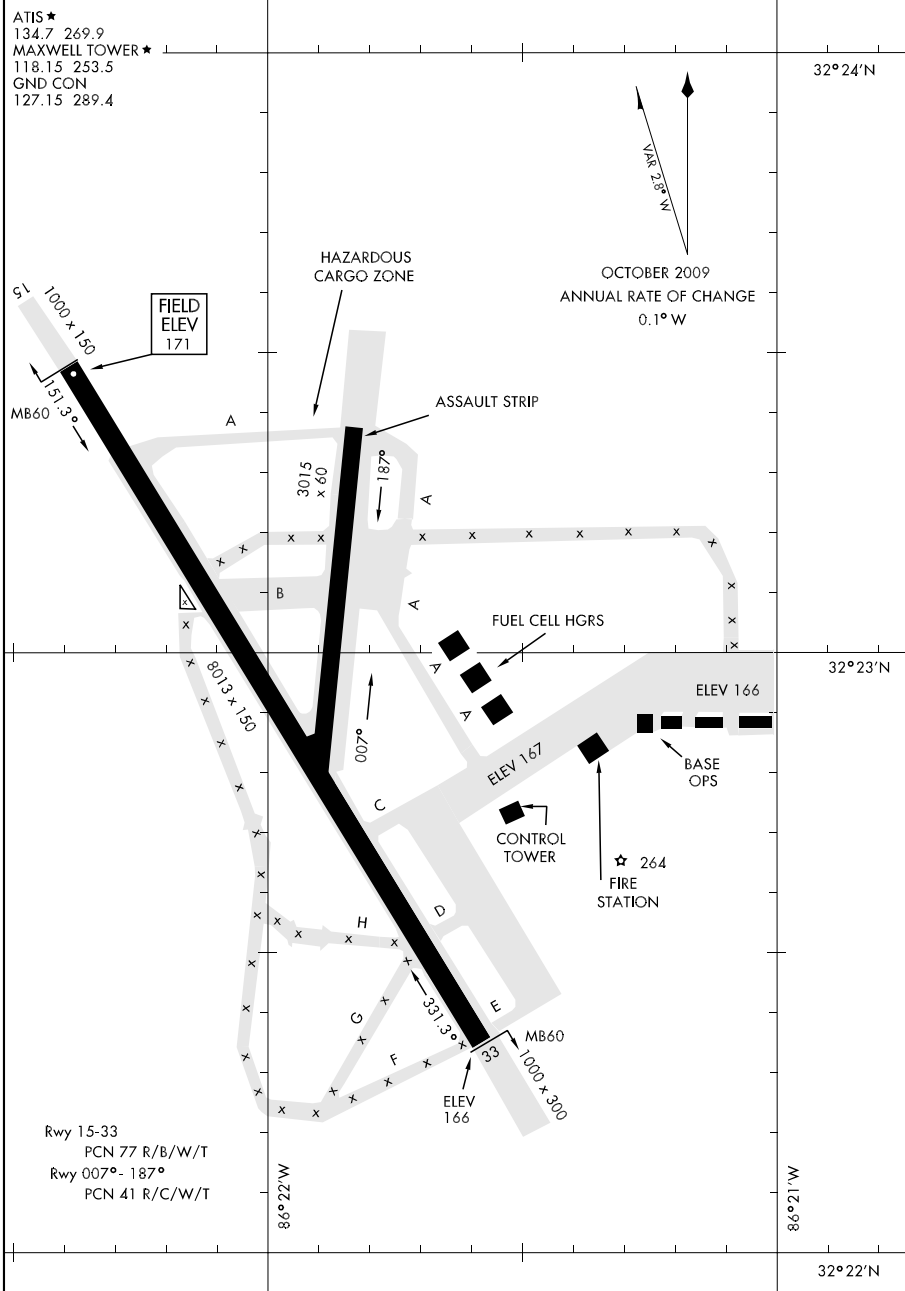 ATIS ★
134.7 269.9
MAXWELL TOWER ★
118.15 253.5
GND CON
127.15 289.4
32°24'N
VAR 2.8° W
OCTOBER 2009
ANNUAL RATE OF CHANGE
0.1° W
HAZARDOUS
CARGO ZONE
15
1000 x 150
FIELD
ELEV
171
151.3°
MB60
A
ASSAULT STRIP
3015
x 60
187°
A
x x x x x x x x x x x x
B
A
x
FUEL CELL HGRS
A
A
32°23'N
8013 x 150
007°
ELEV 166
ELEV 167
BASE
OPS
C
CONTROL
TOWER
☆ 264
FIRE
STATION
D
H
E
G
331.3°
F
33
MB60
1000 x 300
ELEV
166
Rwy 15-33
PCN 77 R/B/W/T
Rwy 007°- 187°
PCN 41 R/C/W/T
86°22'W
86°21'W
32°22'N